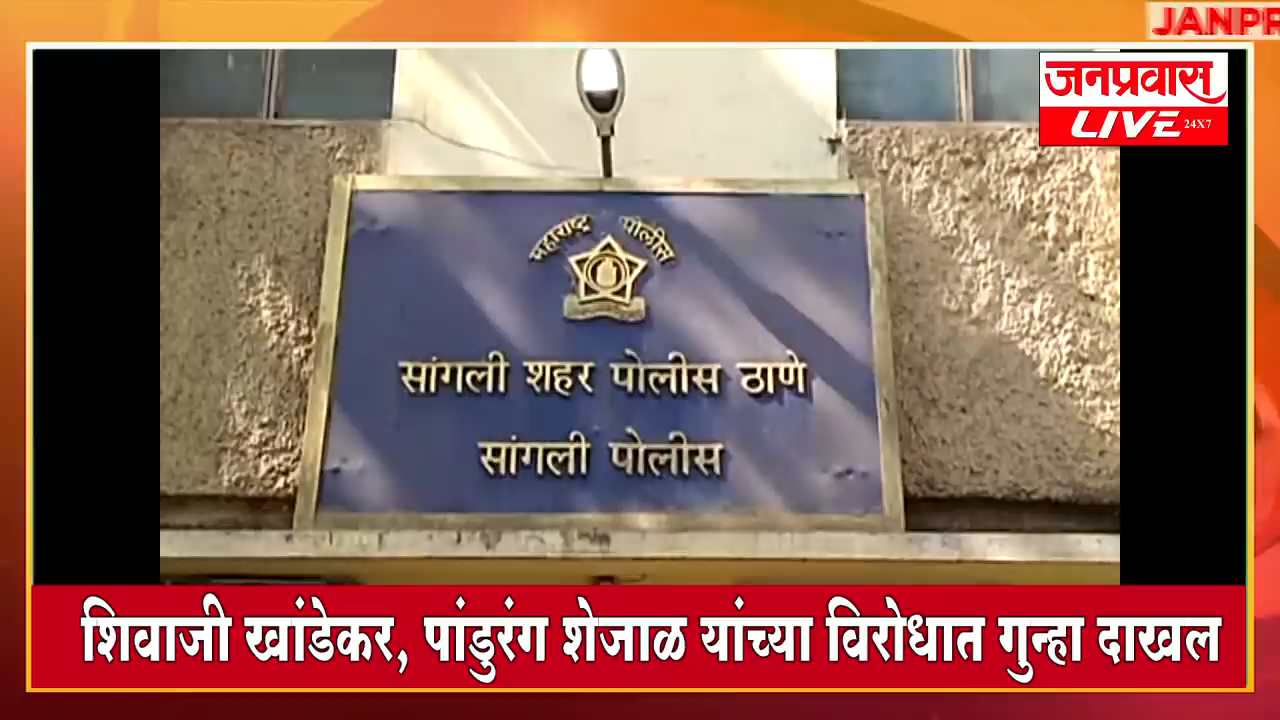 JANPR
जनप्रवास
LIVE 24X7
महाराष्ट्र पोलीस
सांगली शहर पोलीस ठाणे
सांगली पोलीस
शिवाजी खांडेकर, पांडुरंग शेजाळ यांच्या विरोधात गुन्हा दाखल